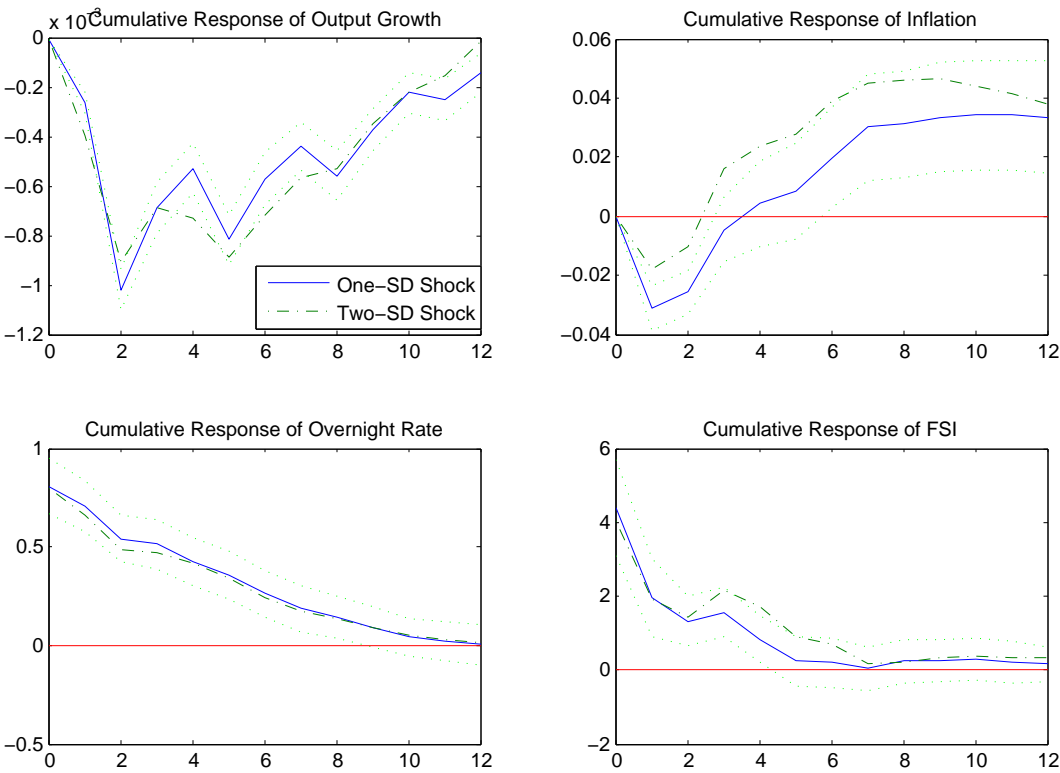 x 10⁻³
Cumulative Response of Output Growth
0
−0.2
−0.4
−0.6
−0.8
−1
−1.2
0 2 4 6 8 10 12
One−SD Shock
Two−SD Shock
Cumulative Response of Inflation
0.06
0.04
0.02
0
−0.02
−0.04
0 2 4 6 8 10 12
Cumulative Response of Overnight Rate
1
0.5
0
−0.5
0 2 4 6 8 10 12
Cumulative Response of FSI
6
4
2
0
−2
0 2 4 6 8 10 12